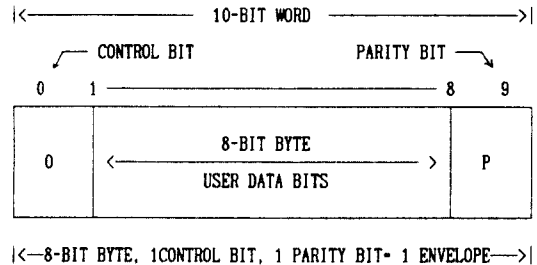 10-BIT WORD
CONTROL BIT PARITY BIT
0 1 8 9
0 8-BIT BYTE P
USER DATA BITS
8-BIT BYTE, 1CONTROL BIT, 1 PARITY BIT= 1 ENVELOPE